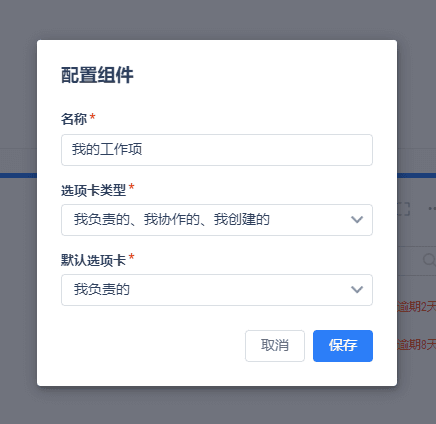 配置组件
名称*
我的工作项
选项卡类型*
我负责的、我协作的、我创建的
默认选项卡*
我负责的
逾期2天
逾期8天
取消
保存